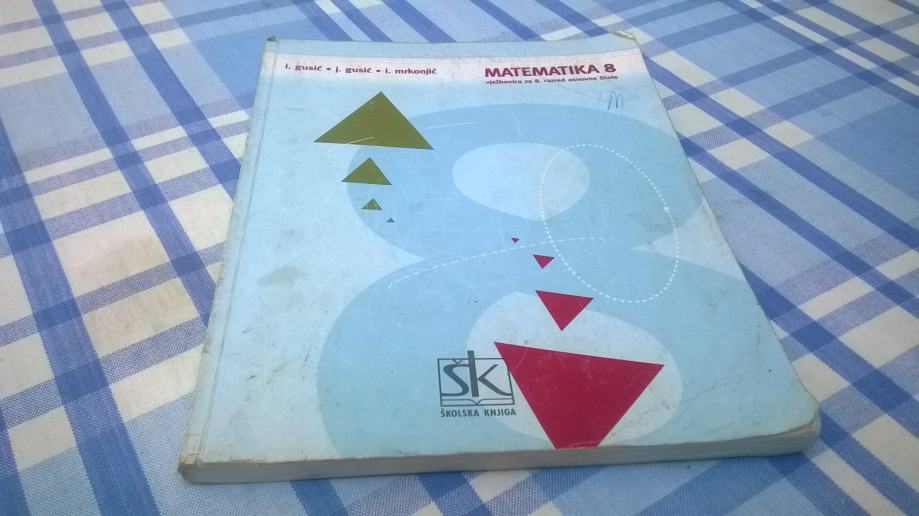 i. gusić • j. gusić • i. mrkonjić
MATEMATIKA 8
vježbenica za 8. razred osnovne škole
ŠK
ŠKOLSKA KNJIGA